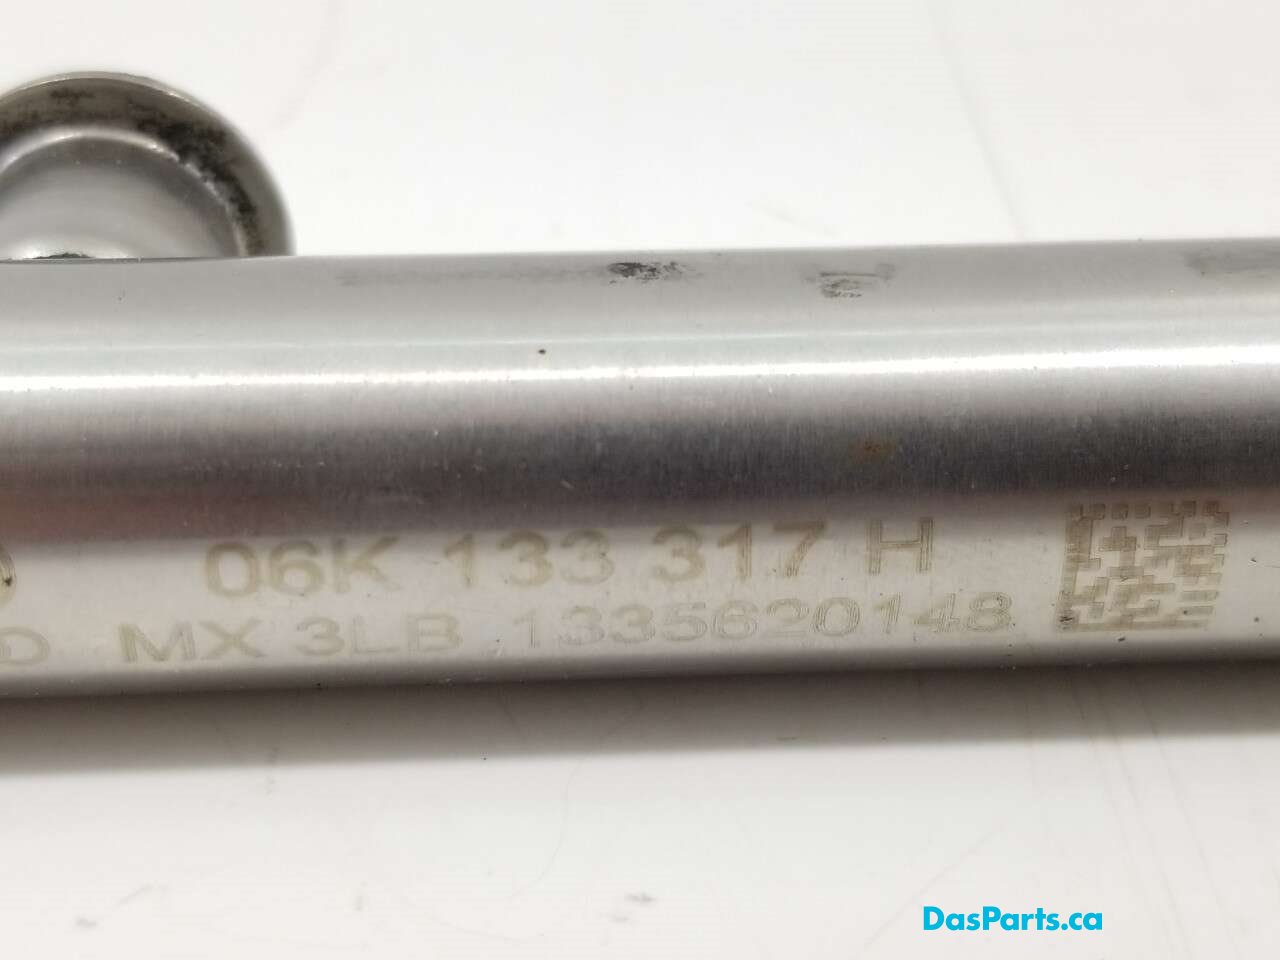 06K 133 317 H
D MX 3LB 1335620148
DasParts.ca